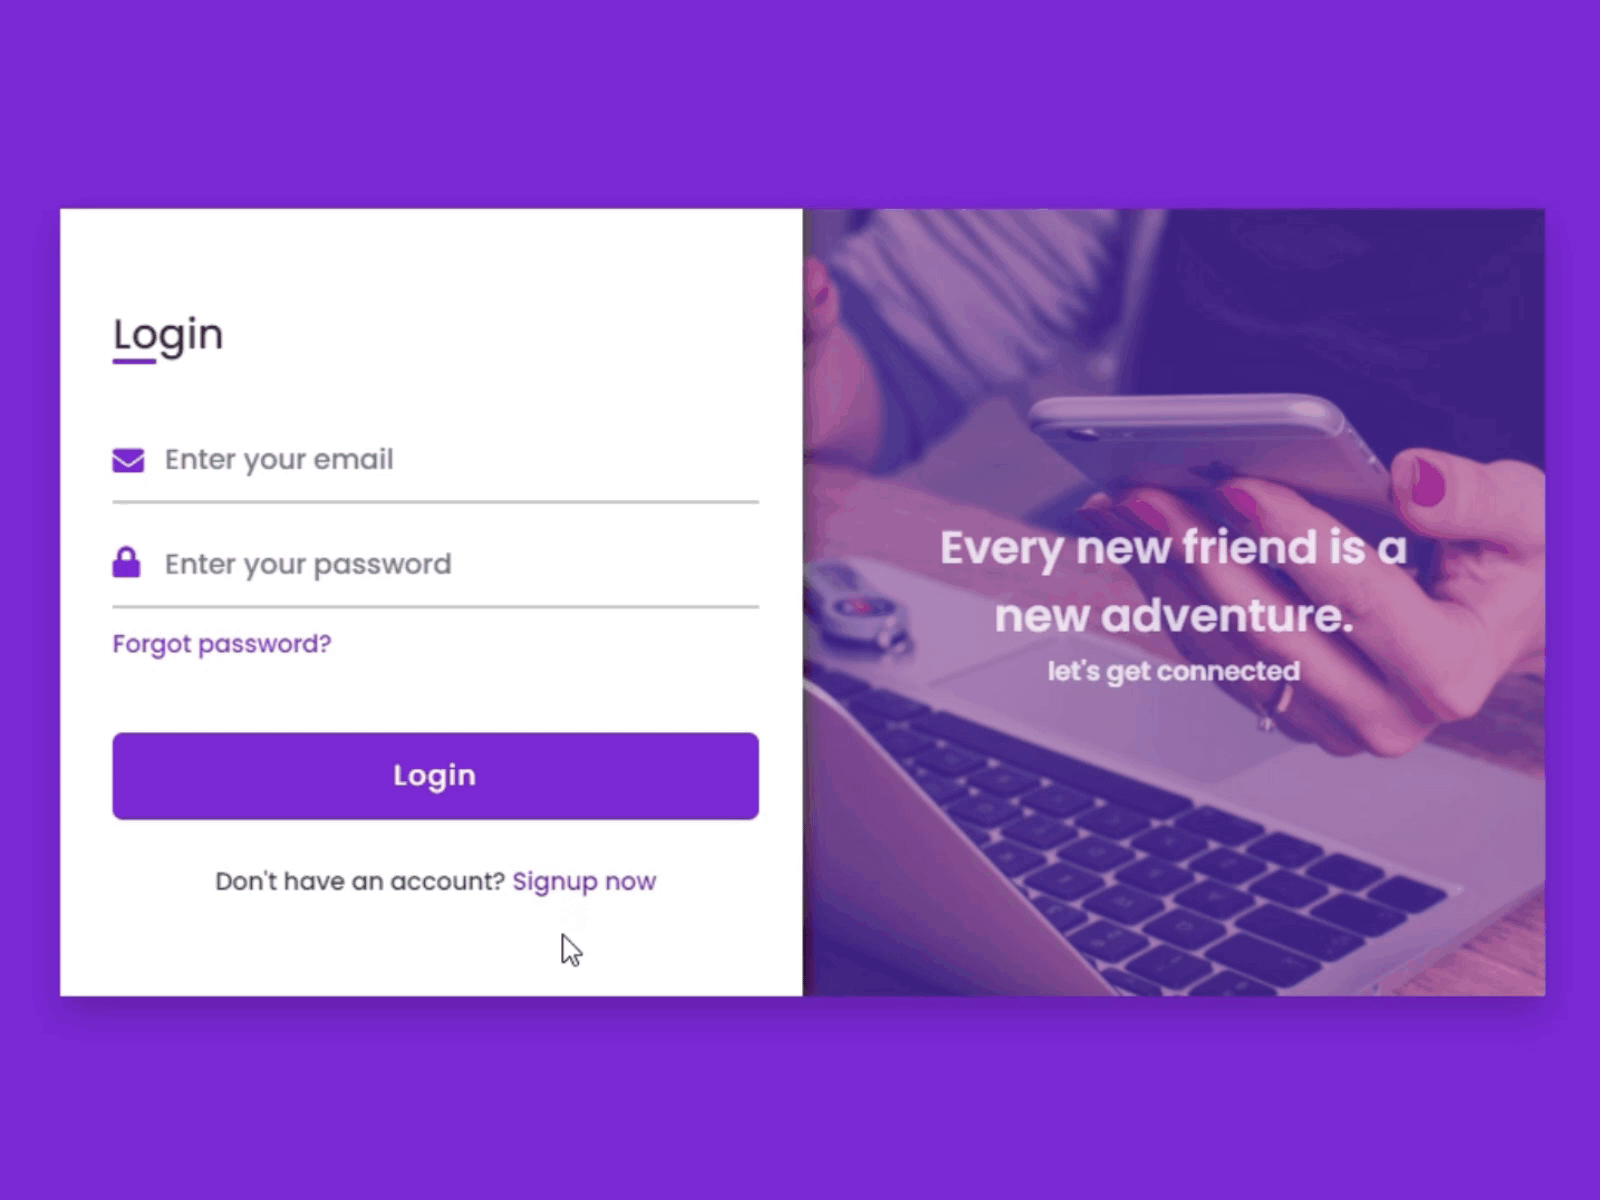 Login
Enter your email
Enter your password
Forgot password?
Login
Don't have an account? Signup now
Every new friend is a
new adventure.
let's get connected